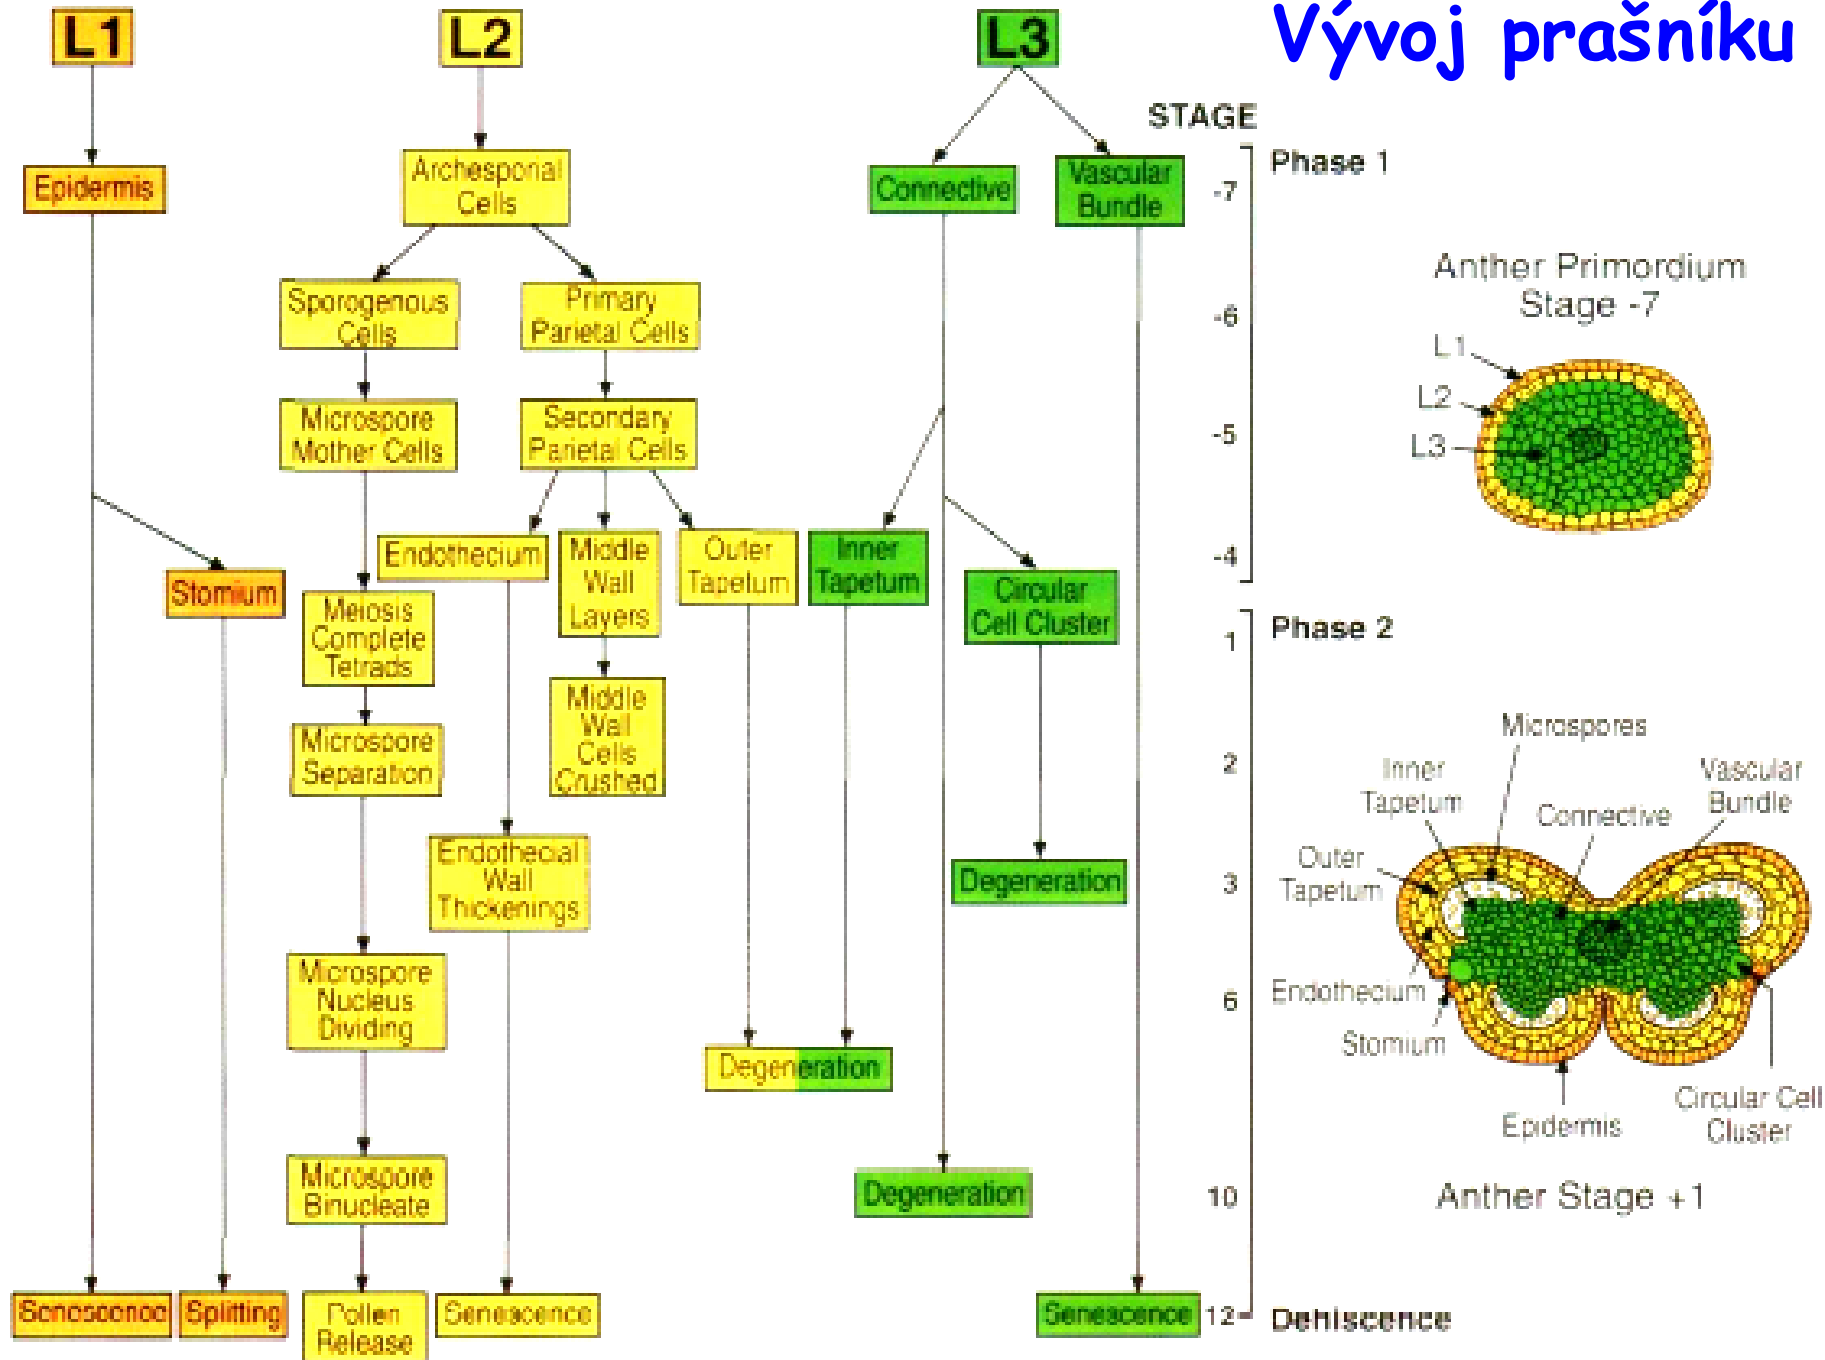 Vývoj prašníku
L1
L2
L3
STAGE
Epidermis
Archesporial
Cells
Connective
Vascular
Bundle
-7
Phase 1
Sporogenous
Cells
Primary
Parietal Cells
-6
Microspore
Mother Cells
Secondary
Parietal Cells
-5
Stomium
Endothecium
Middle
Wall
Layers
Outer
Tapetum
Inner
Tapetum
-4
Circular
Cell Cluster
Meiosis
Complete
Tetrads
1
Phase 2
Microspore
Separation
Middle
Wall
Cells
Crushed
2
Endothecial
Wall
Thickenings
Degeneration
3
Microspore
Nucleus
Dividing
6
Degeneration
Microspore
Binucleate
Degeneration
10
Senescence
Splitting
Pollen
Release
Senescence
Senescence
12
Dehiscence
Anther Primordium
Stage -7
L1
L2
L3
Microspores
Inner
Tapetum
Vascular
Bundle
Connective
Outer
Tapetum
Endothecium
Stomium
Epidermis
Circular Cell
Cluster
Anther Stage +1